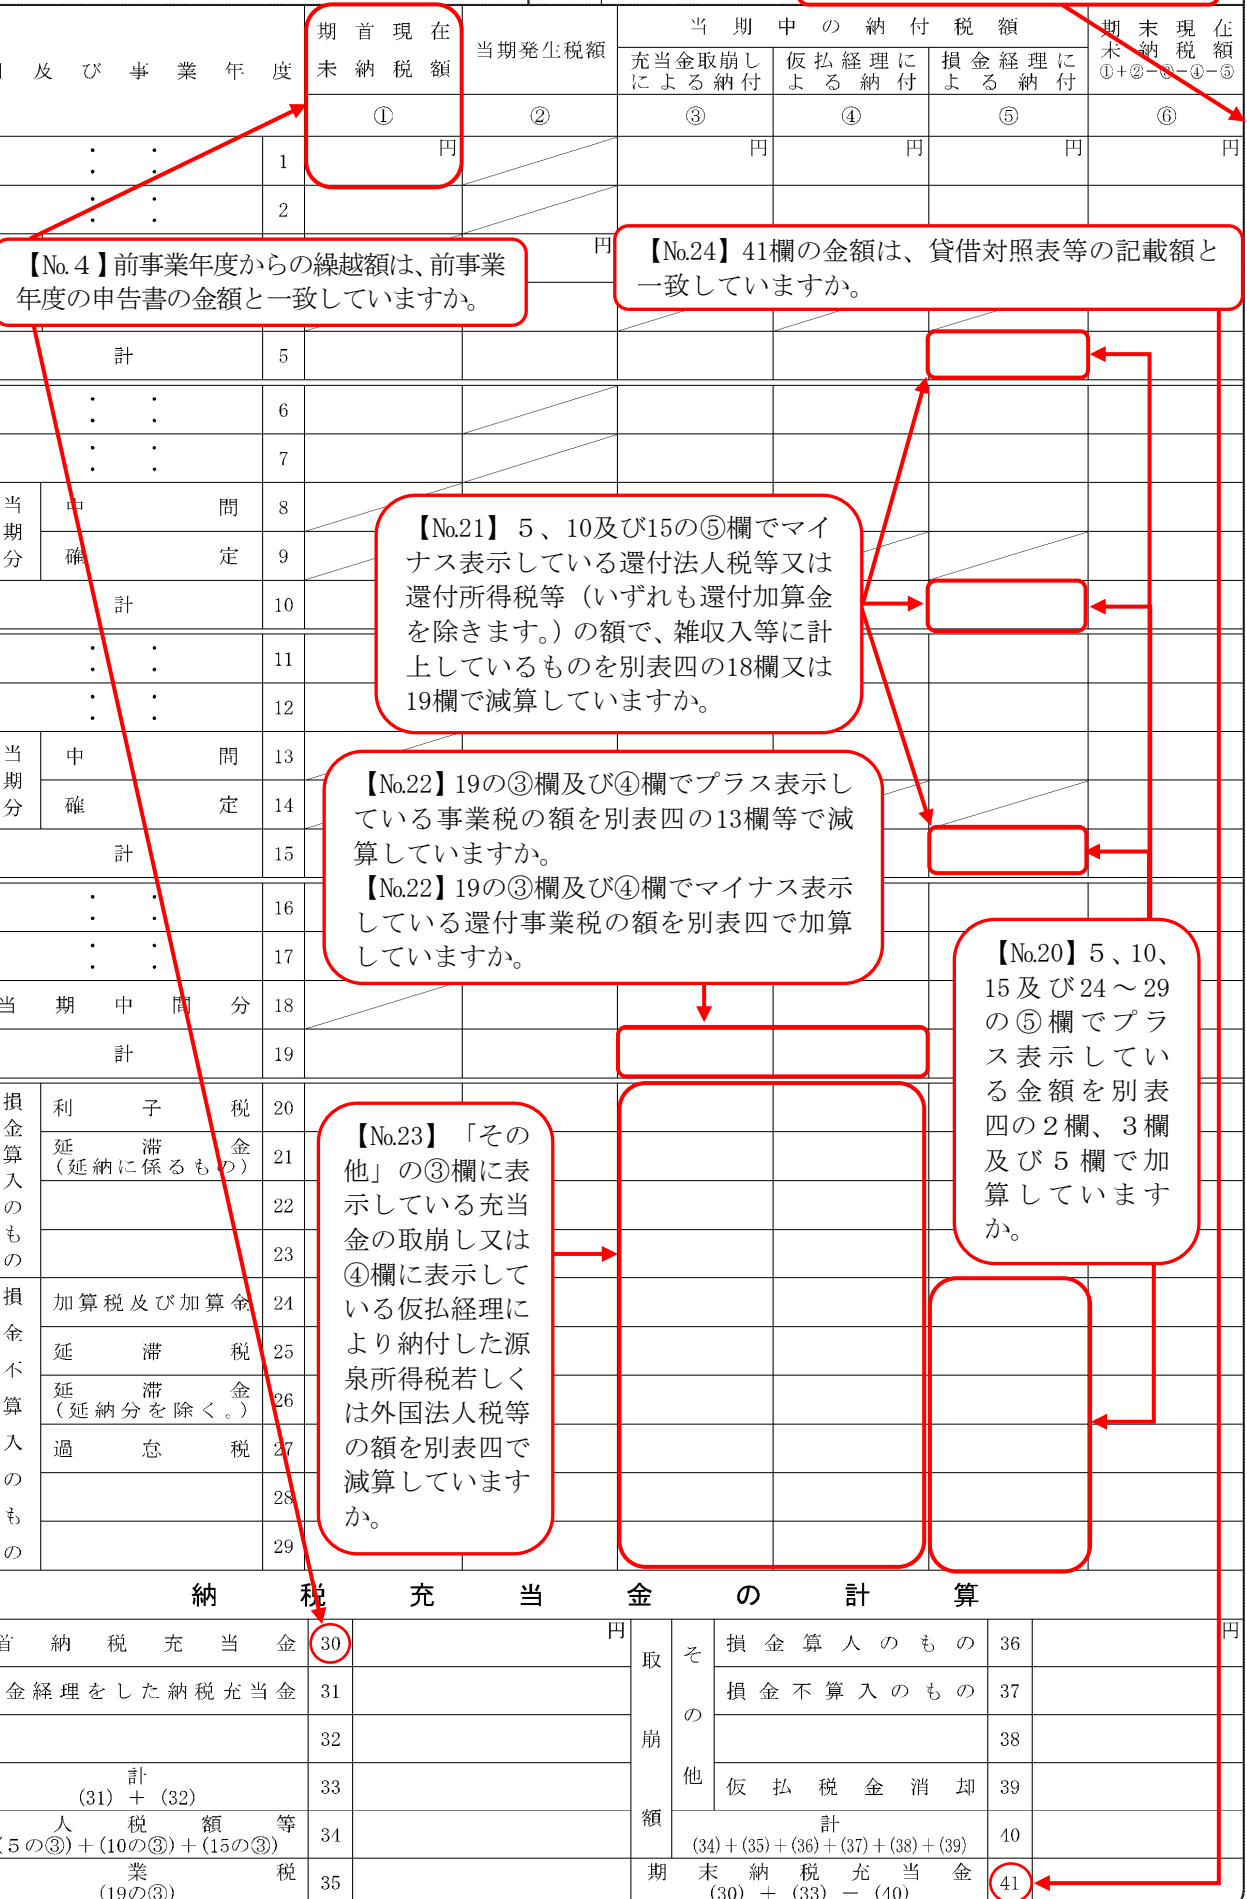 及び事業年度
期首現在
未納税額
①
当期発生税額
②
当期中の納付税額
充当金取崩し
による納付
③
仮払経理に
よる納付
④
損金経理に
よる納付
⑤
期末現在
未納税額
①+②-③-④-⑤
⑥
1
円
円
円
円
円
2
円
【№４】前事業年度からの繰越額は、前事業
年度の申告書の金額と一致していますか。
【№24】41欄の金額は、貸借対照表等の記載額と
一致していますか。
計 5
6
7
当期分
中間 8
確定 9
計 10
【№21】５、10及び15の⑤欄でマイ
ナス表示している還付法人税等又は
還付所得税等（いずれも還付加算金
を除きます。）の額で、雑収入等に計
上しているものを別表四の18欄又は
19欄で減算していますか。
11
12
当期分
中間 13
確定 14
計 15
【№22】19の③欄及び④欄でプラス表示し
ている事業税の額を別表四の13欄等で減
算していますか。
【№22】19の③欄及び④欄でマイナス表示
している還付事業税の額を別表四で加算
していますか。
16
17
当期中間分 18
計 19
【№20】５、10、
15及び24～29
の⑤欄でプラ
ス表示してい
る金額を別表
四の２欄、３欄
及び５欄で加
算しています
か。
損金算入のもの
利子税 20
延滞金
（延納に係るもの） 21
22
23
【№23】「その
他」の③欄に表
示している充当
金の取崩し又は
④欄に表示して
いる仮払経理に
より納付した源
泉所得税若しく
は外国法人税等
の額を別表四で
減算しています
か。
損金不算入のもの
加算税及び加算金 24
延滞税 25
延滞金
（延納分を除く。） 26
過怠税 27
28
29
納税充当金の計算
首納税充当金 30
円
金経理をした納税充当金 31
32
計
(31) + (32)
33
人税額等
(５の③)+(10の③)+(15の③)
34
業税
(19の③)
35
取崩額
その他
損金算入のもの 36
円
損金不算入のもの 37
38
仮払税金消却 39
計
(34)+(35)+(36)+(37)+(38)+(39)
40
期末納税充当金
(30) + (33) - (40)
41